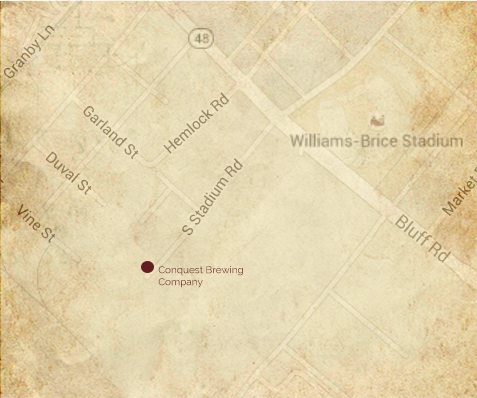 Granby Ln
48
Garland St
Hemlock Rd
Williams-Brice Stadium
Duval St
S Stadium Rd
Market S
Vine St
Bluff Rd
Conquest Brewing
Company